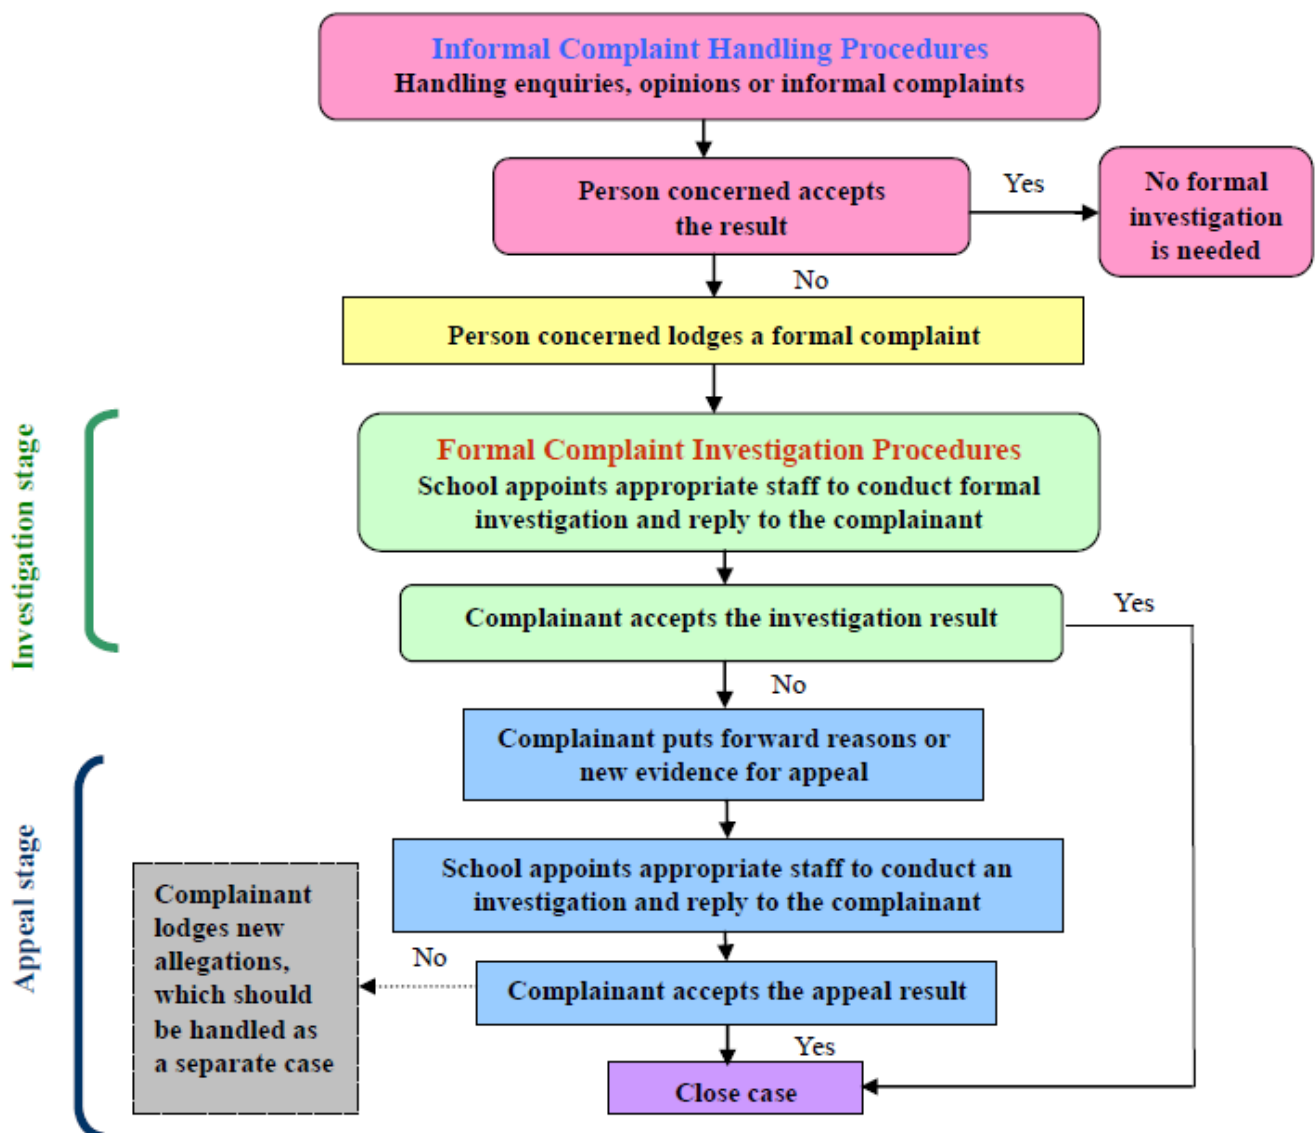 Informal Complaint Handling Procedures
Handling enquiries, opinions or informal complaints
Person concerned accepts
the result
Yes
No formal
investigation
is needed
No
Person concerned lodges a formal complaint
Investigation stage
Formal Complaint Investigation Procedures
School appoints appropriate staff to conduct formal
investigation and reply to the complainant
Complainant accepts the investigation result
Yes
No
Appeal stage
Complainant puts forward reasons or
new evidence for appeal
School appoints appropriate staff to conduct an
investigation and reply to the complainant
Complainant accepts the appeal result
No
Complainant
lodges new
allegations,
which should
be handled as
a separate case
Yes
Close case